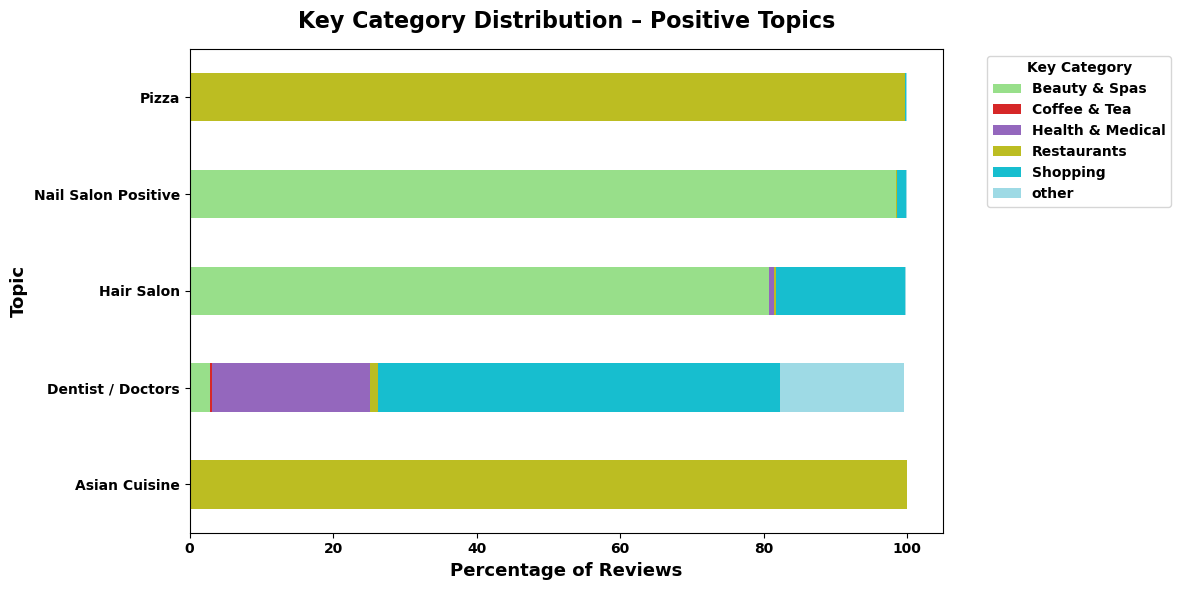 Key Category Distribution – Positive Topics
Topic
Pizza
Nail Salon Positive
Hair Salon
Dentist / Doctors
Asian Cuisine
0 20 40 60 80 100
Percentage of Reviews
Key Category
Beauty & Spas
Coffee & Tea
Health & Medical
Restaurants
Shopping
other